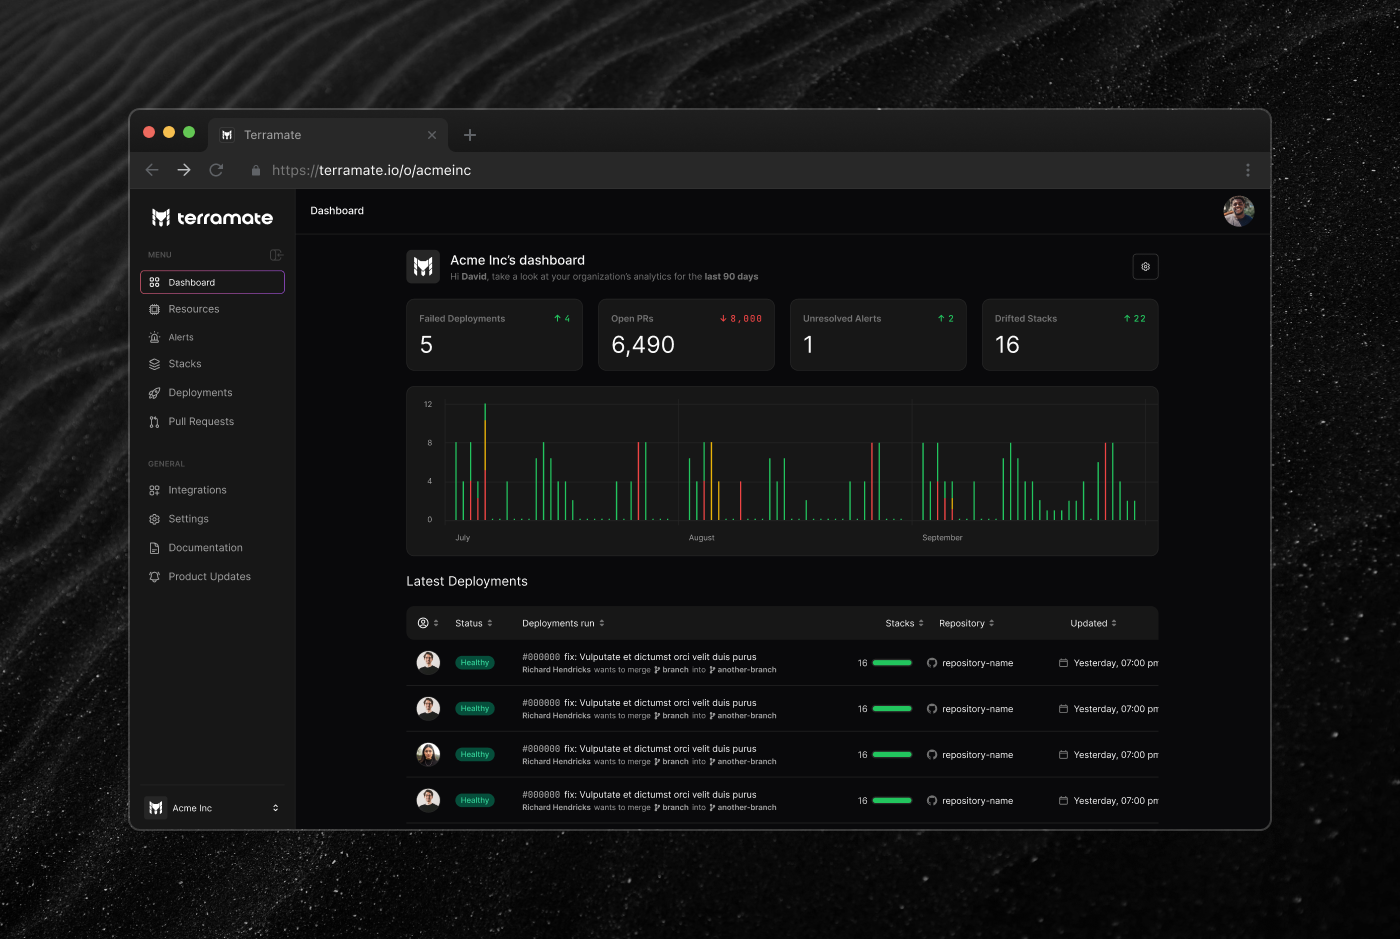 Terramate
https://terramate.io/o/acmeinc
terramate
Dashboard
MENU
Dashboard
Resources
Alerts
Stacks
Deployments
Pull Requests
GENERAL
Integrations
Settings
Documentation
Product Updates
Acme Inc
Acme Inc's dashboard
Hi David, take a look at your organization's analytics for the last 90 days
Failed Deployments 4
5
Open PRs 8,000
6,490
Unresolved Alerts 2
1
Drifted Stacks 22
16
12
8
4
0
July August September
Latest Deployments
Status Deployments run Stacks Repository Updated
Healthy #000000 fix: Vulputate et dictumst orci velit duis purus 16 repository-name Yesterday, 07:00 pm
Richard Hendricks wants to merge branch into another-branch
Healthy #000000 fix: Vulputate et dictumst orci velit duis purus 16 repository-name Yesterday, 07:00 pm
Richard Hendricks wants to merge branch into another-branch
Healthy #000000 fix: Vulputate et dictumst orci velit duis purus 16 repository-name Yesterday, 07:00 pm
Richard Hendricks wants to merge branch into another-branch
Healthy #000000 fix: Vulputate et dictumst orci velit duis purus 16 repository-name Yesterday, 07:00 pm
Richard Hendricks wants to merge branch into another-branch